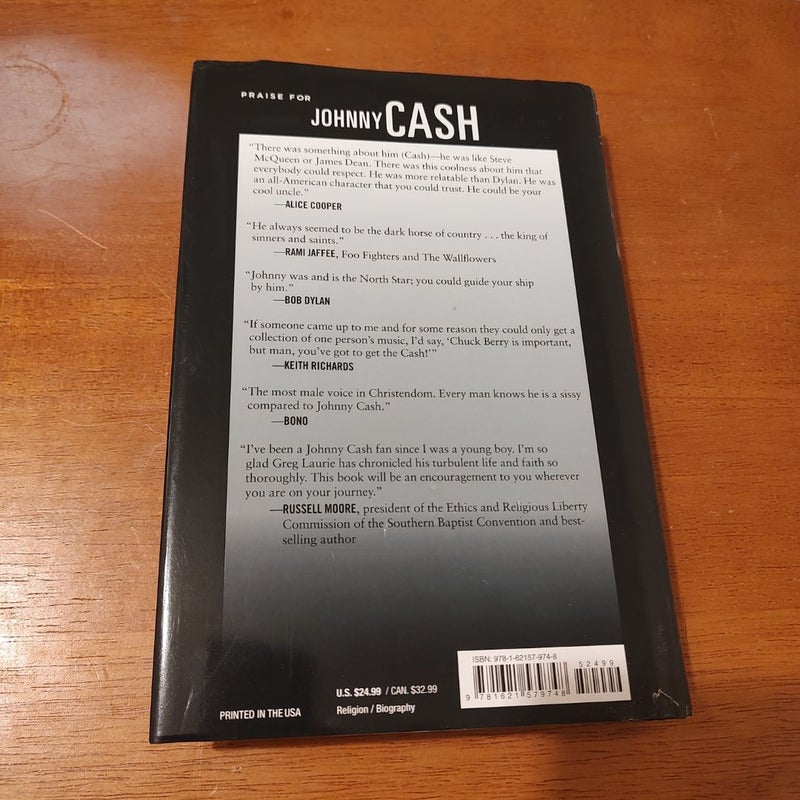 PRAISE FOR
JOHNNY CASH
“There was something about him (Cash)—he was like Steve
McQueen or James Dean. There was this coolness about him that
everybody could respect. He was more relatable than Dylan. He was
an all-American character that you could trust. He could be your
cool uncle.”
—ALICE COOPER
“He always seemed to be the dark horse of country . . . the king of
sinners and saints.”
—RAMI JAFFEE, Foo Fighters and The Wallflowers
“Johnny was and is the North Star; you could guide your ship
by him.”
—BOB DYLAN
“If someone came up to me and for some reason they could only get a
collection of one person’s music, I’d say, ‘Chuck Berry is important,
but man, you’ve got to get the Cash!’”
—KEITH RICHARDS
“The most male voice in Christendom. Every man knows he is a sissy
compared to Johnny Cash.”
—BONO
“I’ve been a Johnny Cash fan since I was a young boy. I’m so
glad Greg Laurie has chronicled his turbulent life and faith so
thoroughly. This book will be an encouragement to you wherever
you are on your journey.”
—RUSSELL MOORE, president of the Ethics and Religious Liberty
Commission of the Southern Baptist Convention and best-
selling author
ISBN: 978-1-62157-974-8
52499
9 781621 579748
U.S. $24.99 / CAN. $32.99
Religion / Biography
PRINTED IN THE USA